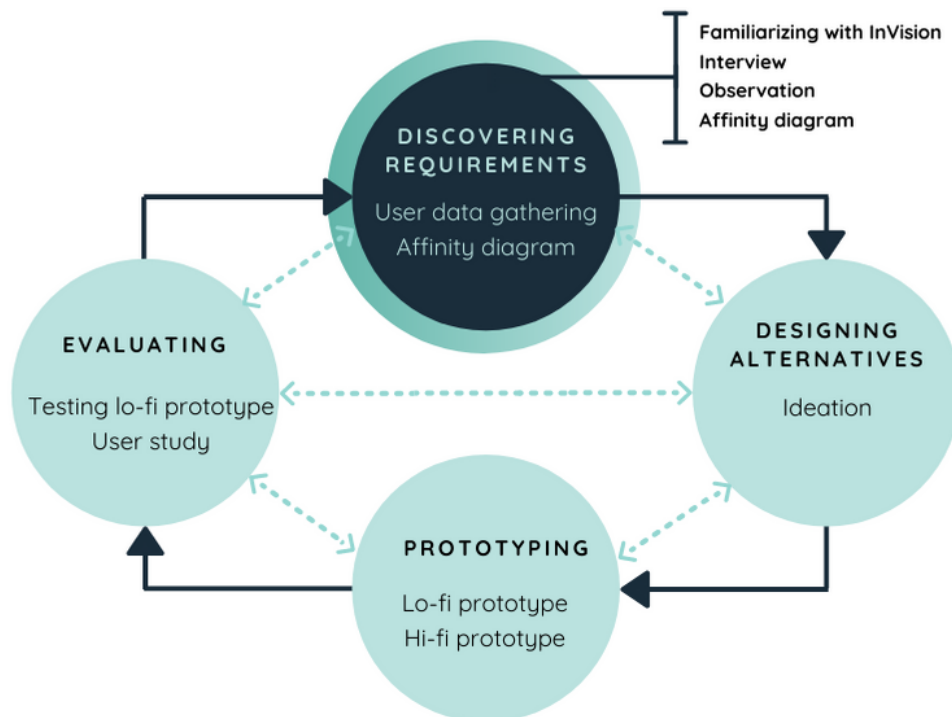 Familiarizing with InVision
Interview
Observation
Affinity diagram
DISCOVERING
REQUIREMENTS
User data gathering
Affinity diagram
EVALUATING
Testing lo-fi prototype
User study
DESIGNING
ALTERNATIVES
Ideation
PROTOTYPING
Lo-fi prototype
Hi-fi prototype